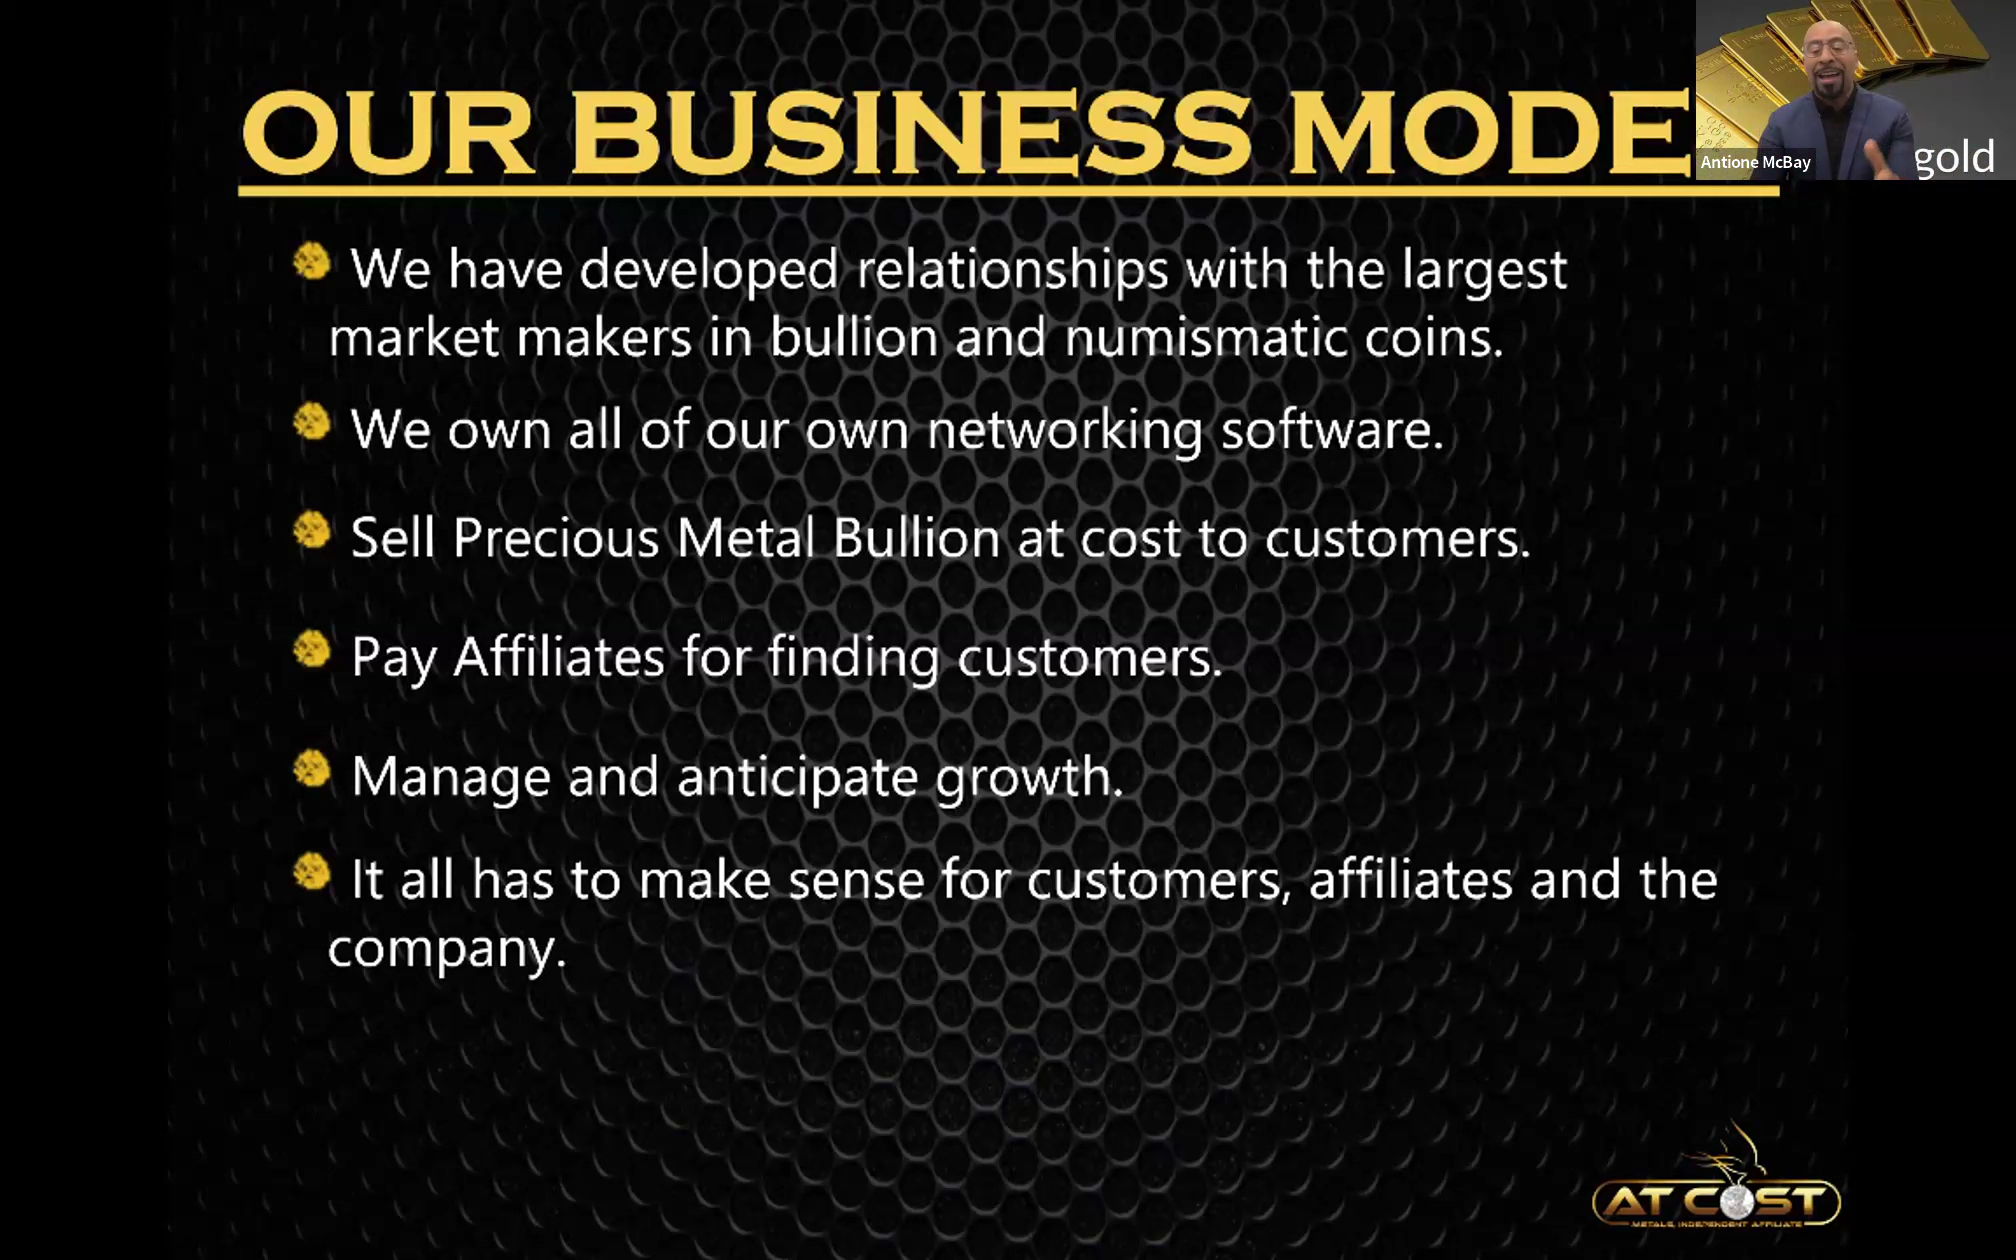 OUR BUSINESS MODE
Antione McBay
gold
We have developed relationships with the largest
market makers in bullion and numismatic coins.
We own all of our own networking software.
Sell Precious Metal Bullion at cost to customers.
Pay Affiliates for finding customers.
Manage and anticipate growth.
It all has to make sense for customers, affiliates and the
company.
AT COST
METALS, INDEPENDENT AFFILIATE